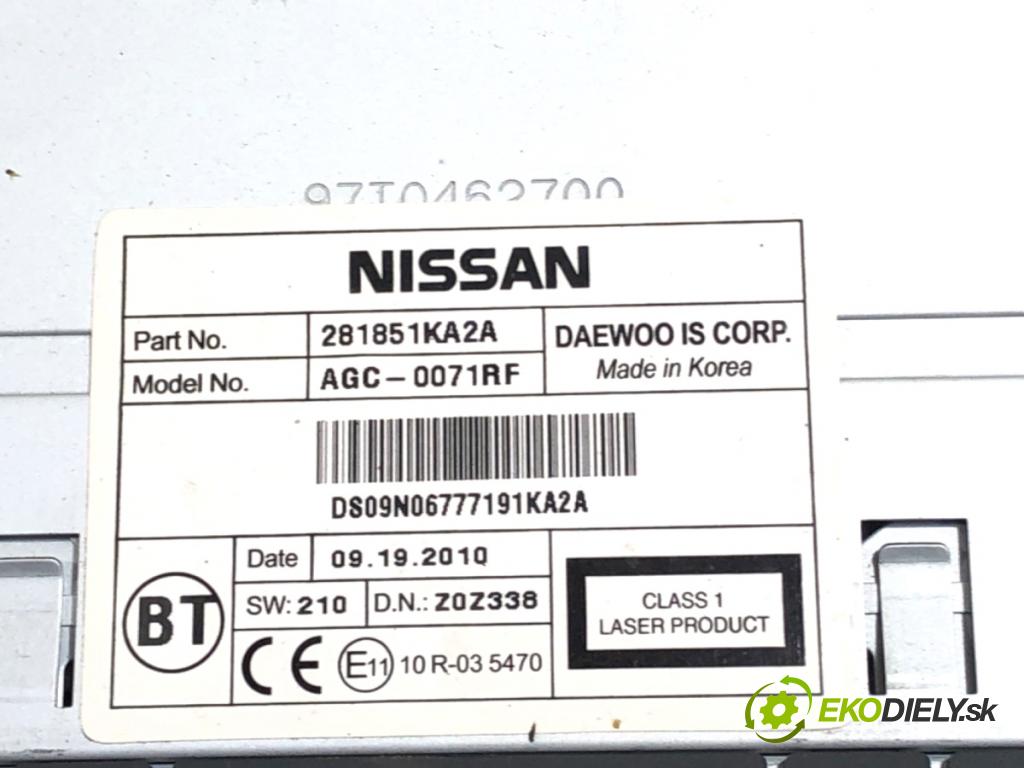 97T0462700
NISSAN
Part No. 281851KA2A DAEWOO IS CORP.
Model No. AGC-0071RF Made in Korea
DS09N06777191KA2A
BT
Date 09.19.2010
SW: 210 D.N.: Z0Z338
CE E11 10 R-03 5470
CLASS 1
LASER PRODUCT
EKODIELY.sk